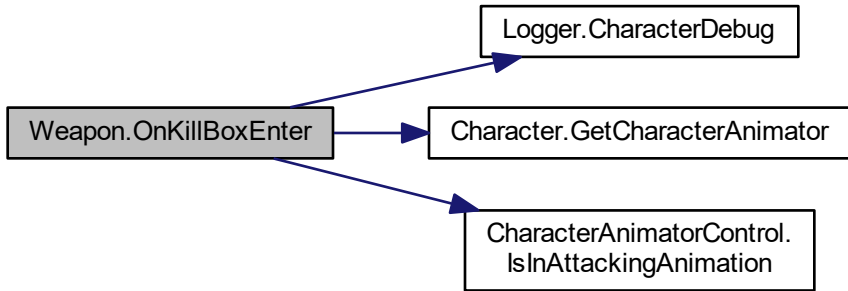 Logger.CharacterDebug
Weapon.OnKillBoxEnter
Character.GetCharacterAnimator
CharacterAnimatorControl.
IsInAttackingAnimation